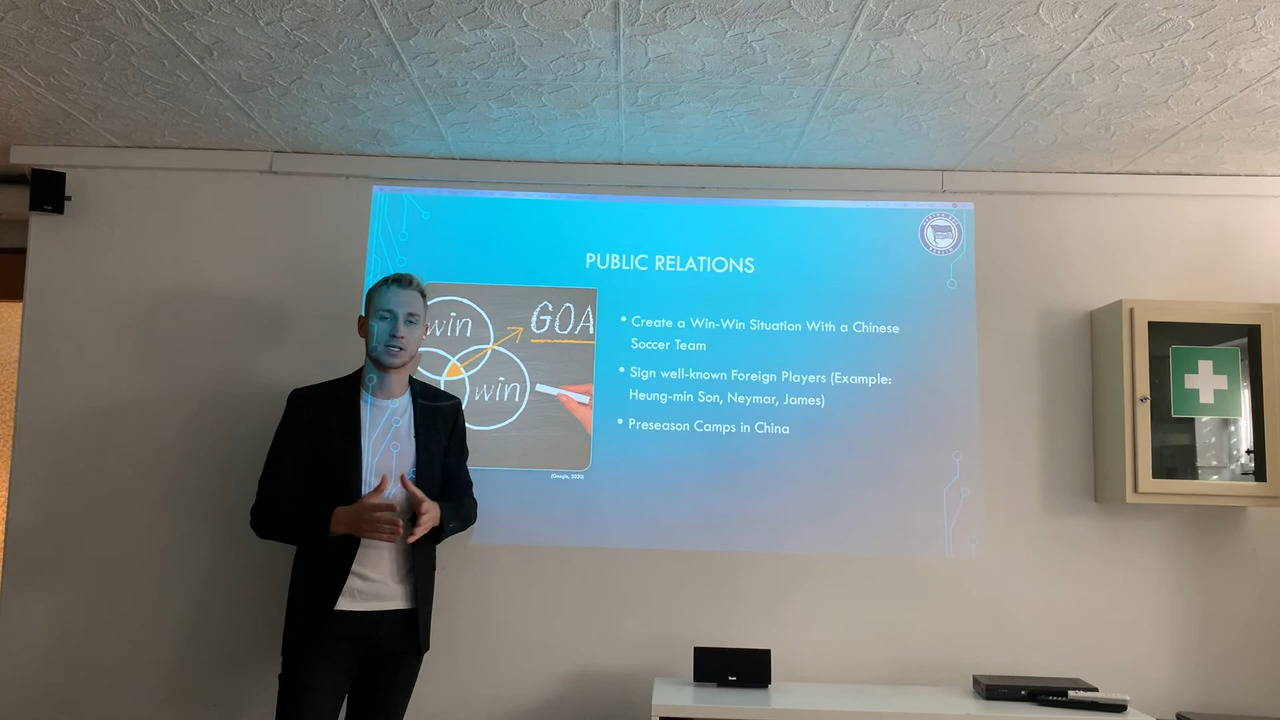 PUBLIC RELATIONS
win
GOA
win
• Create a Win-Win Situation With a Chinese
Soccer Team
• Sign well-known Foreign Players (Example:
Heung-min Son, Neymar, James)
• Preseason Camps in China
(Google, 2020)